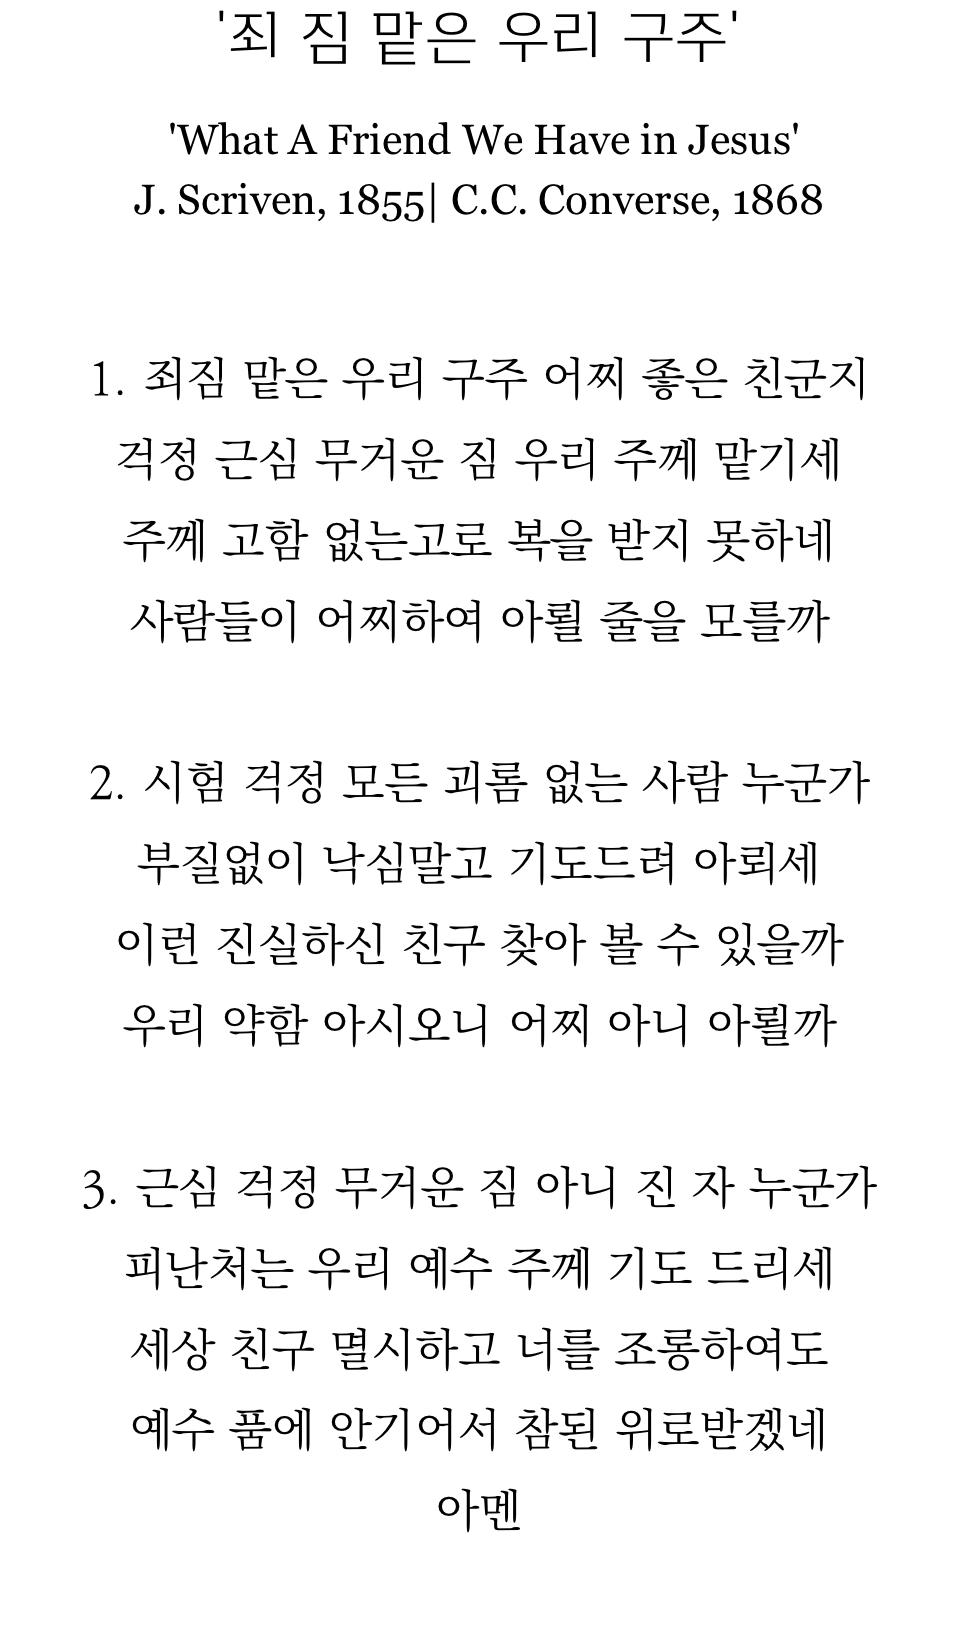 '죄 짐 맡은 우리 구주'
'What A Friend We Have in Jesus'
J. Scriven, 1855| C.C. Converse, 1868
1. 죄짐 맡은 우리 구주 어찌 좋은 친군지
걱정 근심 무거운 짐 우리 주께 맡기세
주께 고함 없는고로 복을 받지 못하네
사람들이 어찌하여 아뢸 줄을 모를까
2. 시험 걱정 모든 괴롬 없는 사람 누군가
부질없이 낙심말고 기도드려 아뢰세
이런 진실하신 친구 찾아 볼 수 있을까
우리 약함 아시오니 어찌 아니 아뢸까
3. 근심 걱정 무거운 짐 아니 진 자 누군가
피난처는 우리 예수 주께 기도 드리세
세상 친구 멸시하고 너를 조롱하여도
예수 품에 안기어서 참된 위로받겠네
아멘